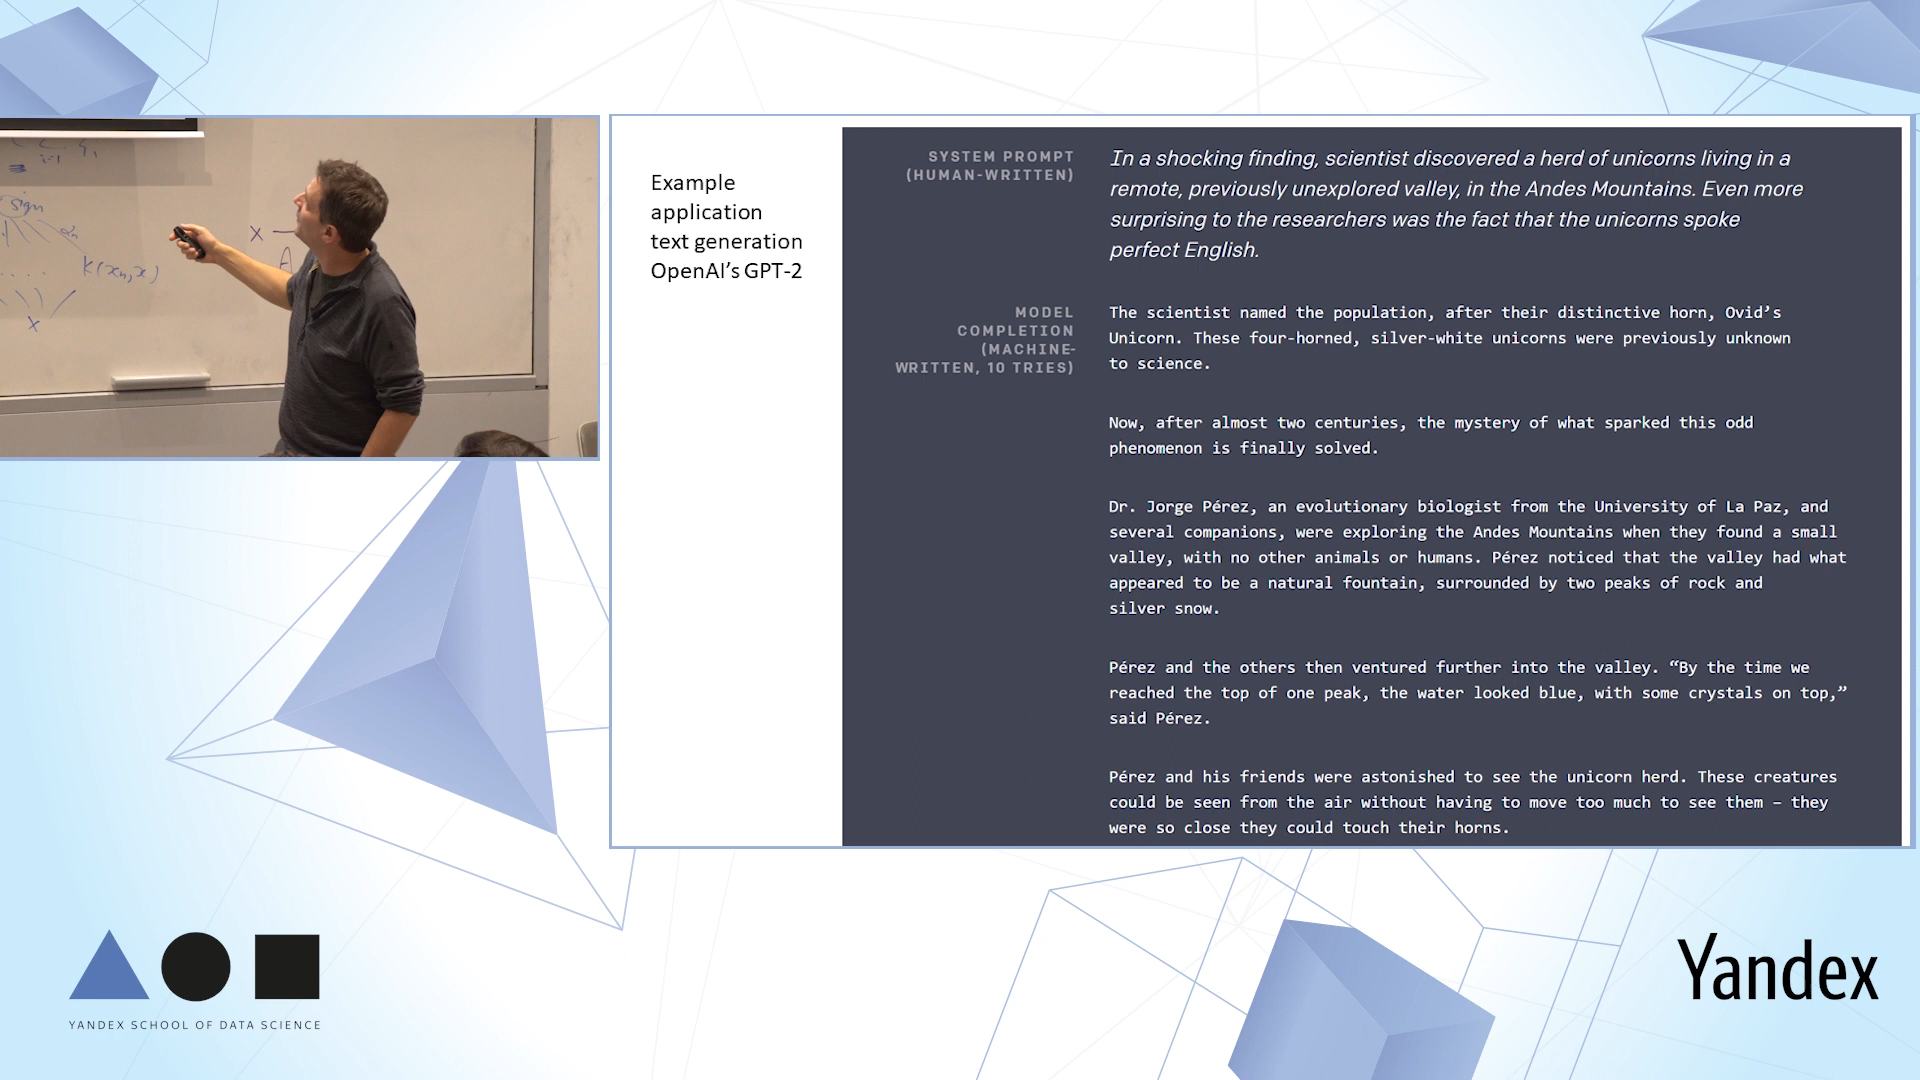 i=1
sign
K(xₙ,x)
x
x
A
Example
application
text generation
OpenAI’s GPT-2
SYSTEM PROMPT
(HUMAN-WRITTEN)
In a shocking finding, scientist discovered a herd of unicorns living in a
remote, previously unexplored valley, in the Andes Mountains. Even more
surprising to the researchers was the fact that the unicorns spoke
perfect English.
MODEL
COMPLETION
(MACHINE-
WRITTEN, 10 TRIES)
The scientist named the population, after their distinctive horn, Ovid’s
Unicorn. These four-horned, silver-white unicorns were previously unknown
to science.
Now, after almost two centuries, the mystery of what sparked this odd
phenomenon is finally solved.
Dr. Jorge Pérez, an evolutionary biologist from the University of La Paz, and
several companions, were exploring the Andes Mountains when they found a small
valley, with no other animals or humans. Pérez noticed that the valley had what
appeared to be a natural fountain, surrounded by two peaks of rock and
silver snow.
Pérez and the others then ventured further into the valley. “By the time we
reached the top of one peak, the water looked blue, with some crystals on top,”
said Pérez.
Pérez and his friends were astonished to see the unicorn herd. These creatures
could be seen from the air without having to move too much to see them – they
were so close they could touch their horns.
YANDEX SCHOOL OF DATA SCIENCE
Yandex